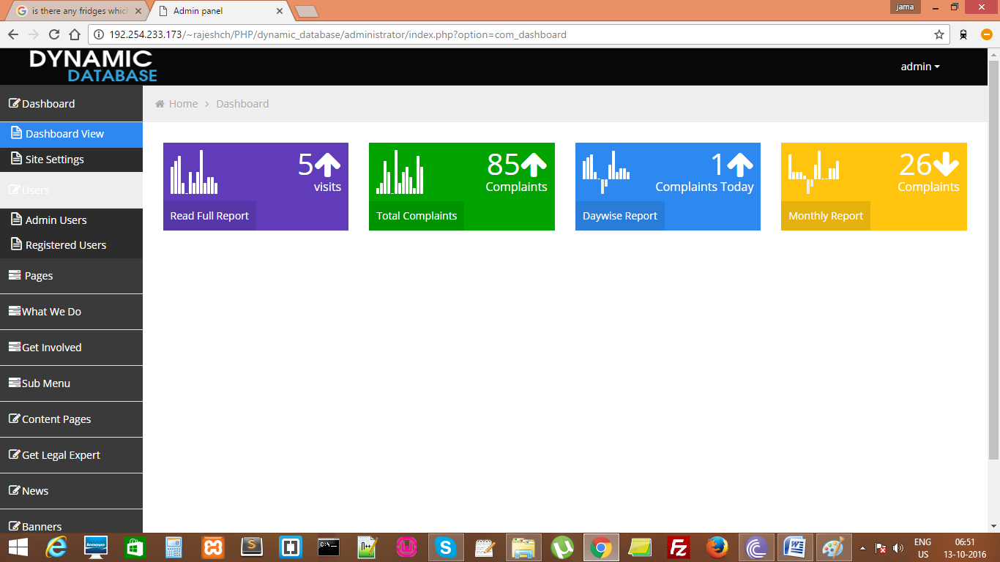 is there any fridges which
Admin panel
jama
192.254.233.173/~rajeshch/PHP/dynamic_database/administrator/index.php?option=com_dashboard
DYNAMIC
DATABASE
admin
Dashboard
Home > Dashboard
Dashboard View
Site Settings
Users
Admin Users
Registered Users
Pages
What We Do
Get Involved
Sub Menu
Content Pages
Get Legal Expert
News
Banners
5
visits
Read Full Report
85
Complaints
Total Complaints
1
Complaints Today
Daywise Report
26
Complaints
Monthly Report
lenovo
C:\_
ENG
US
06:51
13-10-2016